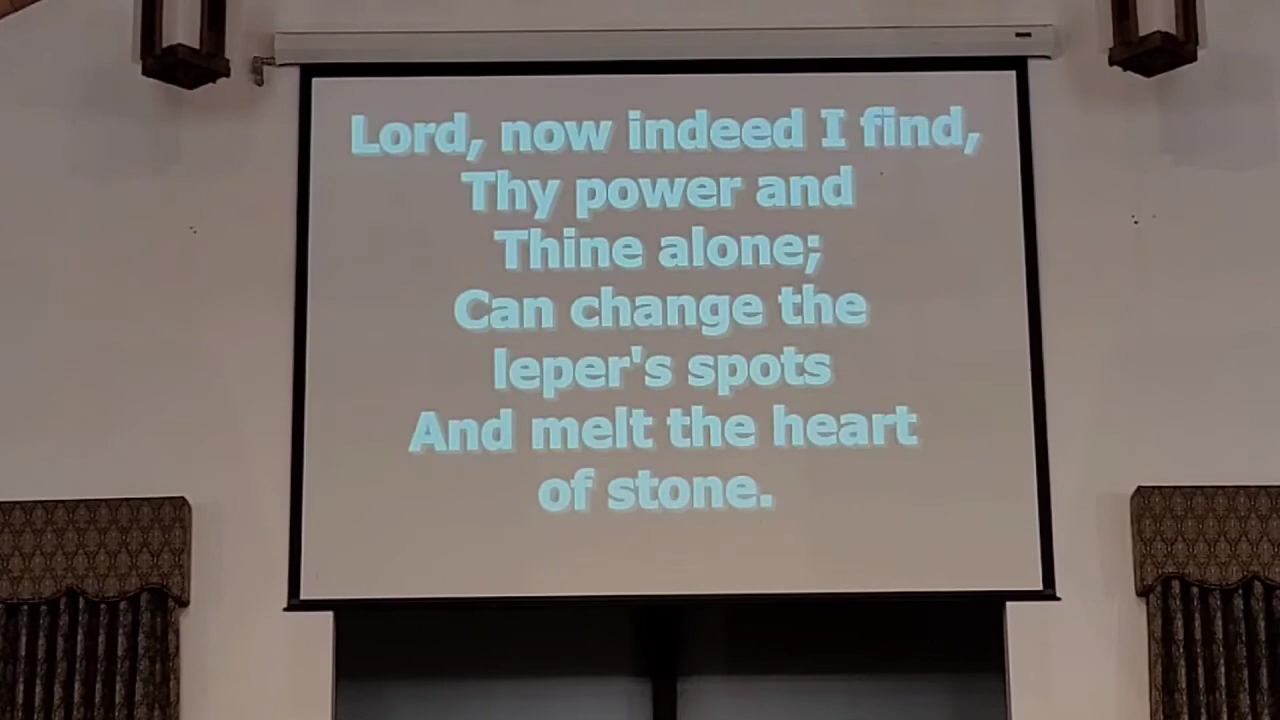 Lord, now indeed I find,
Thy power and
Thine alone;
Can change the
leper's spots
And melt the heart
of stone.